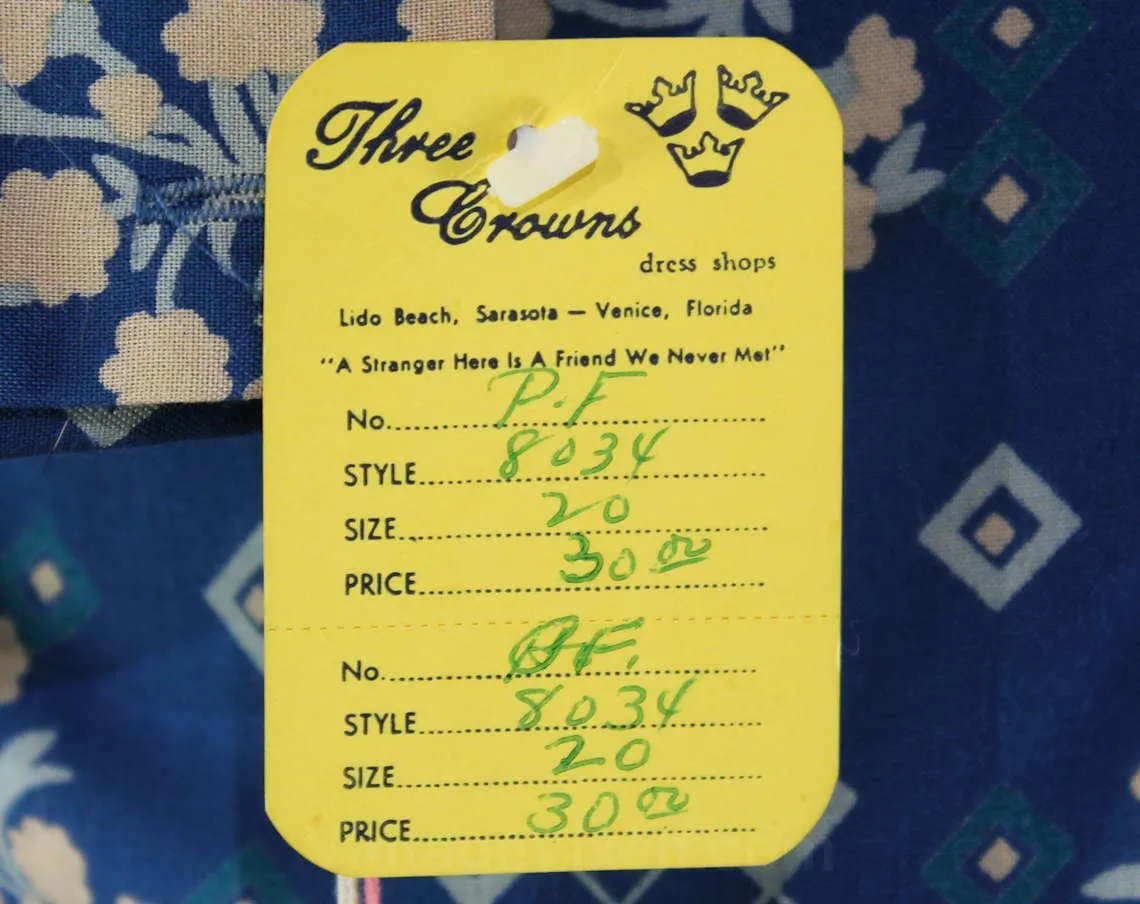 Three
Crowns
dress shops
Lido Beach, Sarasota — Venice, Florida
"A Stranger Here Is A Friend We Never Met"
No. P.F
STYLE 8034
SIZE 20
PRICE 30 00
No. P.F.
STYLE 8034
SIZE 20
PRICE 30 00